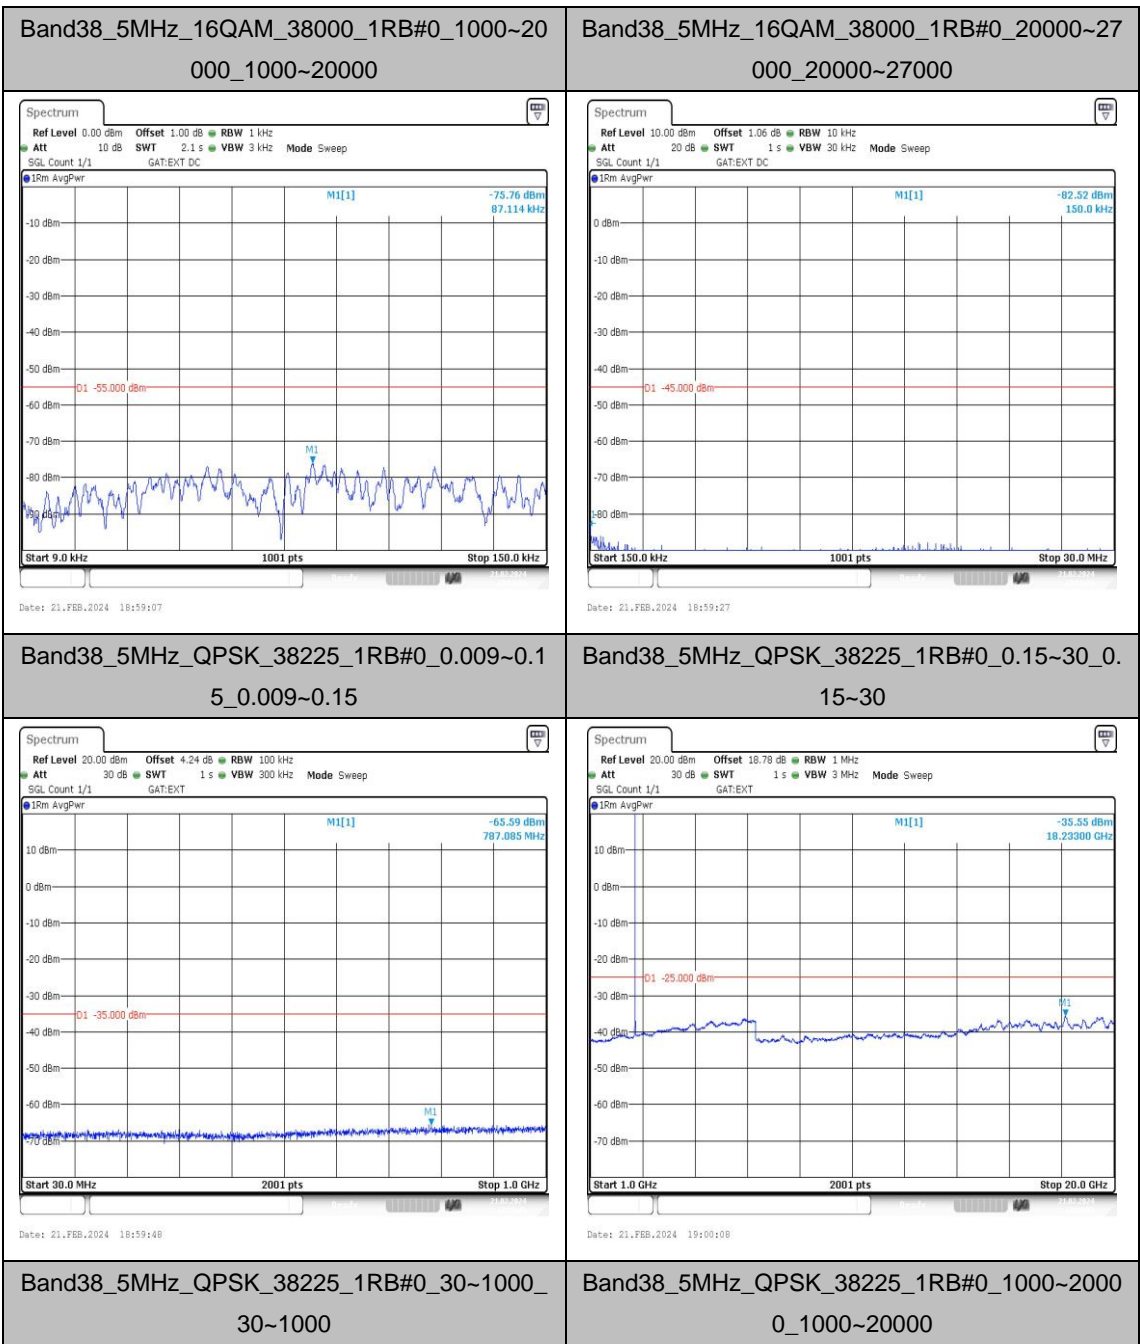 Band38_5MHz_16QAM_38000_1RB#0_1000~20
000_1000~20000
Band38_5MHz_16QAM_38000_1RB#0_20000~27
000_20000~27000
Spectrum
Ref Level 0.00 dBm Offset 1.00 dB RBW 1 kHz
Att 10 dB SWT 2.1 s VBW 3 kHz Mode Sweep
SGL Count 1/1 GAT:EXT DC
1Rm AvgPwr
M1[1] -75.76 dBm
87.114 kHz
-10 dBm
-20 dBm
-30 dBm
-40 dBm
-50 dBm
D1 -55.000 dBm
-60 dBm
-70 dBm
M1
-80 dBm
-90 dBm
Start 9.0 kHz 1001 pts Stop 150.0 kHz
Date: 21.FEB.2024 18:59:07
Spectrum
Ref Level 10.00 dBm Offset 1.06 dB RBW 10 kHz
Att 20 dB SWT 1 s VBW 30 kHz Mode Sweep
SGL Count 1/1 GAT:EXT DC
1Rm AvgPwr
M1[1] -82.52 dBm
150.0 kHz
0 dBm
-10 dBm
-20 dBm
-30 dBm
-40 dBm
D1 -45.000 dBm
-50 dBm
-60 dBm
-70 dBm
-80 dBm
Start 150.0 kHz 1001 pts Stop 30.0 MHz
Date: 21.FEB.2024 18:59:27
Band38_5MHz_QPSK_38225_1RB#0_0.009~0.1
5_0.009~0.15
Band38_5MHz_QPSK_38225_1RB#0_0.15~30_0.
15~30
Spectrum
Ref Level 20.00 dBm Offset 4.24 dB RBW 100 kHz
Att 30 dB SWT 1 s VBW 300 kHz Mode Sweep
SGL Count 1/1 GAT:EXT
1Rm AvgPwr
M1[1] -65.59 dBm
787.085 MHz
10 dBm
0 dBm
-10 dBm
-20 dBm
-30 dBm
D1 -35.000 dBm
-40 dBm
-50 dBm
-60 dBm
M1
-70 dBm
Start 30.0 MHz 2001 pts Stop 1.0 GHz
Date: 21.FEB.2024 18:59:48
Spectrum
Ref Level 20.00 dBm Offset 18.78 dB RBW 1 MHz
Att 30 dB SWT 1 s VBW 3 MHz Mode Sweep
SGL Count 1/1 GAT:EXT
1Rm AvgPwr
M1[1] -35.55 dBm
18.23300 GHz
10 dBm
0 dBm
-10 dBm
-20 dBm
D1 -25.000 dBm
-30 dBm
M1
-40 dBm
-50 dBm
-60 dBm
-70 dBm
Start 1.0 GHz 2001 pts Stop 20.0 GHz
Date: 21.FEB.2024 19:00:08
Band38_5MHz_QPSK_38225_1RB#0_30~1000_
30~1000
Band38_5MHz_QPSK_38225_1RB#0_1000~2000
0_1000~20000